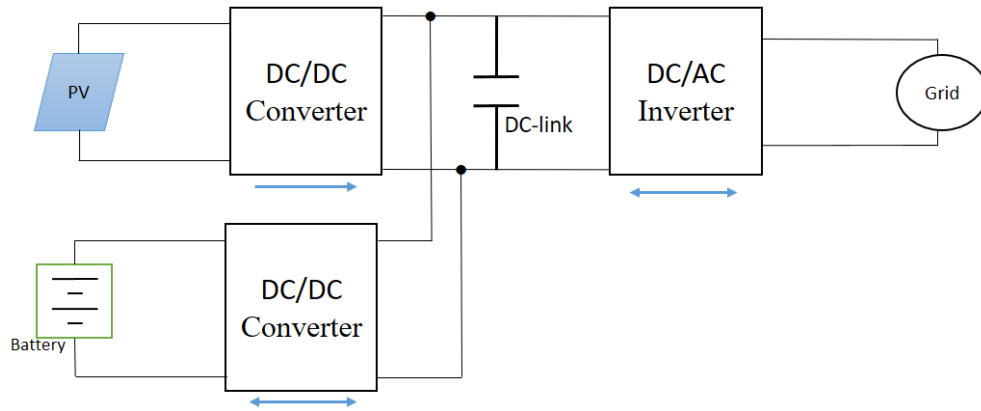 PV
DC/DC
Converter
DC-link
DC/AC
Inverter
Grid
Battery
DC/DC
Converter